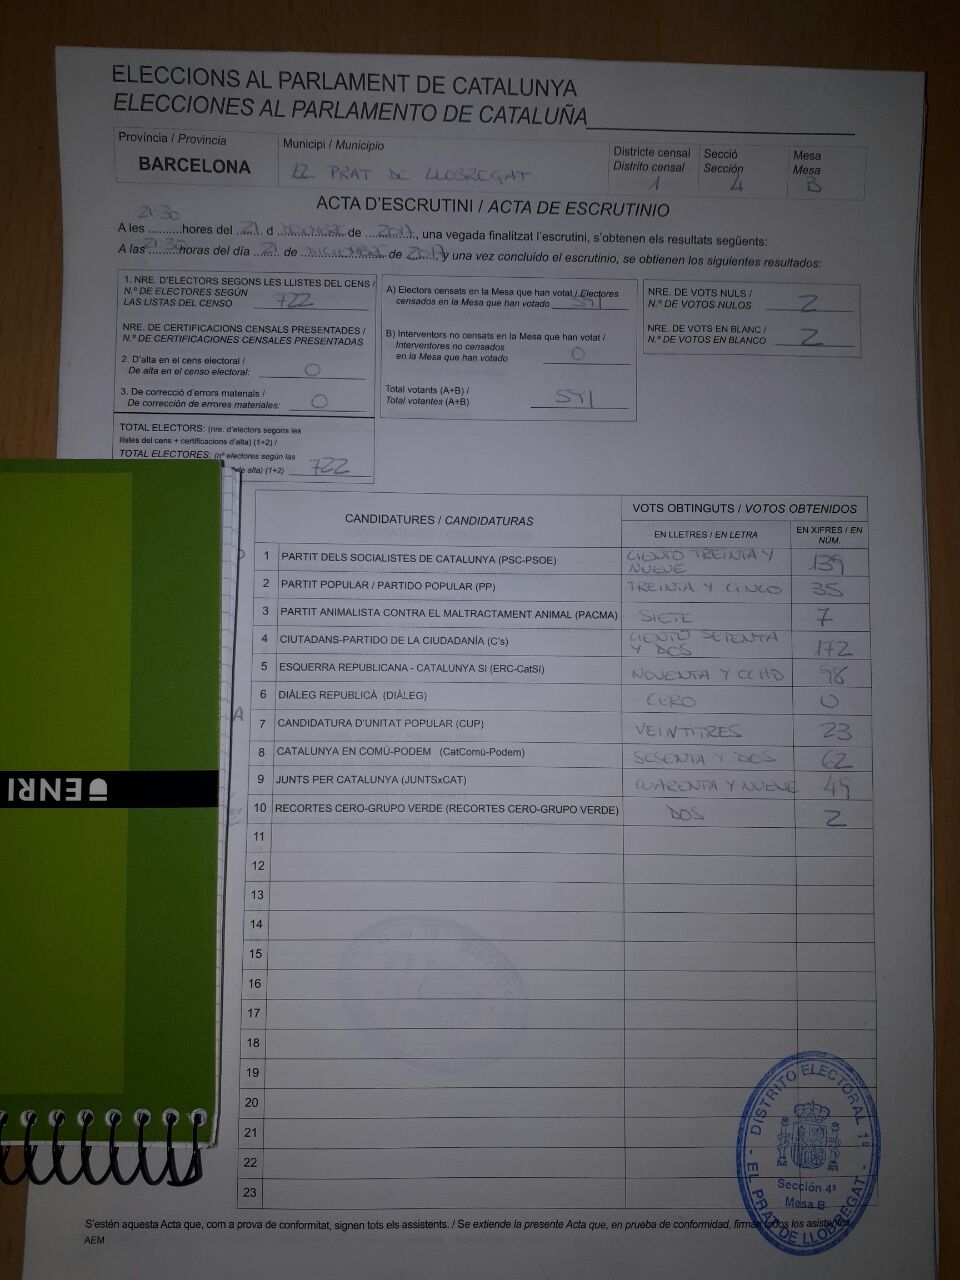 ELECCIONS AL PARLAMENT DE CATALUNYA
ELECCIONES AL PARLAMENTO DE CATALUÑA
Província / Provincia
BARCELONA
Municipi / Municipio
EL PRAT DE LLOBREGAT
Districte censal
Distrito censal
1
Secció
Sección
4
Mesa
Mesa
B
ACTA D'ESCRUTINI / ACTA DE ESCRUTINIO
21:30
A les .........hores del 21 d de 2017, una vegada finalitzat l'escrutini, s'obtenen els resultats següents:
A las 21:30 horas del día 21 de DICIEMBRE de 2017, y una vez concluido el escrutinio, se obtienen los siguientes resultados:
1. NRE. D'ELECTORS SEGONS LES LLISTES DEL CENS /
N.º DE ELECTORES SEGÚN
LAS LISTAS DEL CENSO 722
NRE. DE CERTIFICACIONS CENSALS PRESENTADES /
N.º DE CERTIFICACIONES CENSALES PRESENTADAS
2. D'alta en el cens electoral /
De alta en el censo electoral: 0
3. De correcció d'errors materials /
De corrección de errores materiales: 0
TOTAL ELECTORS: (nre. d'electors segons les
llistes del cens + certificacions d'alta) (1+2) /
TOTAL ELECTORES: (nº electores según las
de alta) (1+2) 722
A) Electors censats en la Mesa que han votat / Electores
censados en la Mesa que han votado 591
B) Interventors no censats en la Mesa que han votat /
Interventores no censados
en la Mesa que han votado 0
Total votants (A+B) /
Total votantes (A+B) 591
NRE. DE VOTS NULS /
N.º DE VOTOS NULOS 2
NRE. DE VOTS EN BLANC /
N.º DE VOTOS EN BLANCO 2
CANDIDATURES / CANDIDATURAS
VOTS OBTINGUTS / VOTOS OBTENIDOS
EN LLETRES / EN LETRA
EN XIFRES / EN
NÚM.
1 PARTIT DELS SOCIALISTES DE CATALUNYA (PSC-PSOE) CIENTO TREINTA Y
NUEVE 139
2 PARTIT POPULAR / PARTIDO POPULAR (PP) TREINTA Y CINCO 35
3 PARTIT ANIMALISTA CONTRA EL MALTRACTAMENT ANIMAL (PACMA) SIETE 7
4 CIUTADANS-PARTIDO DE LA CIUDADANÍA (C's) CIENTO SETENTA
Y DOS 172
5 ESQUERRA REPUBLICANA - CATALUNYA SI (ERC-CatSí) NOVENTA Y OCHO 98
6 DIÀLEG REPUBLICÀ (DIÀLEG) CERO 0
7 CANDIDATURA D'UNITAT POPULAR (CUP) VEINTITRES 23
8 CATALUNYA EN COMÚ-PODEM (CatComú-Podem) SESENTA Y DOS 62
9 JUNTS PER CATALUNYA (JUNTSxCAT) CUARENTA Y NUEVE 49
10 RECORTES CERO-GRUPO VERDE (RECORTES CERO-GRUPO VERDE) DOS 2
11
12
13
14
15
16
17
18
19
20
21
22
23
ENRI
DISTRITO ELECTORAL 1º
Sección 4ª
Mesa B
- EL PRAT DE LLOBREGAT -
S'estén aquesta Acta que, com a prova de conformitat, signen tots els assistents. / Se extiende la presente Acta que, en prueba de conformidad, firman todos los asistentes.
AEM